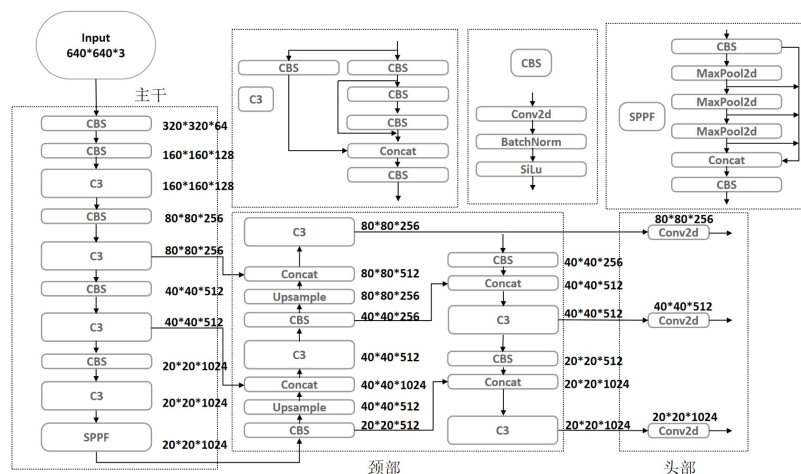 Input
640*640*3
主干
CBS
320*320*64
CBS
160*160*128
C3
160*160*128
CBS
80*80*256
C3
80*80*256
CBS
40*40*512
C3
40*40*512
CBS
20*20*1024
C3
20*20*1024
SPPF
20*20*1024
CBS
CBS
C3
CBS
CBS
Concat
CBS
CBS
Conv2d
BatchNorm
SiLu
CBS
MaxPool2d
MaxPool2d
SPPF
MaxPool2d
Concat
CBS
C3
80*80*256
Concat
80*80*512
Upsample
80*80*256
CBS
40*40*256
C3
40*40*512
Concat
40*40*1024
Upsample
40*40*512
CBS
20*20*512
CBS
40*40*256
Concat
40*40*512
C3
40*40*512
CBS
20*20*512
Concat
20*20*1024
C3
20*20*1024
颈部
80*80*256
Conv2d
40*40*512
Conv2d
20*20*1024
Conv2d
头部